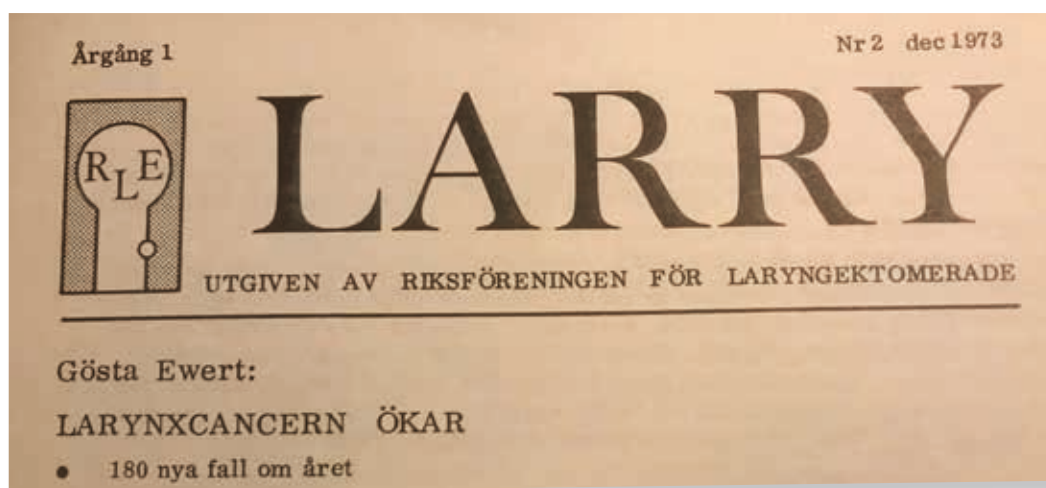 Årgång 1
Nr 2 dec 1973
RLE
LARRY
UTGIVEN AV RIKSFÖRENINGEN FÖR LARYNGEKTOMERADE
Gösta Ewert:
LARYNXCANCERN ÖKAR
• 180 nya fall om året